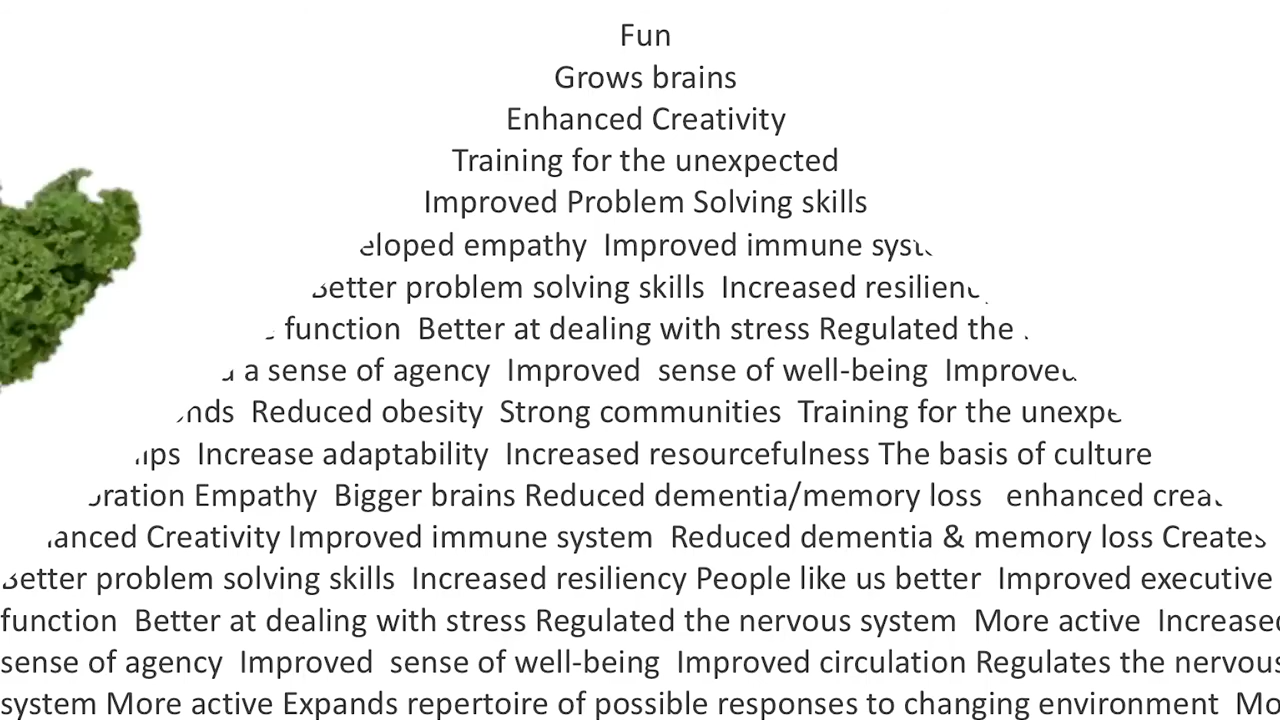 Fun
Grows brains
Enhanced Creativity
Training for the unexpected
Improved Problem Solving skills
eloped empathy  Improved immune syst
Better problem solving skills  Increased resilienc
function  Better at dealing with stress Regulated the
a sense of agency  Improved  sense of well-being  Improved
nds  Reduced obesity  Strong communities  Training for the unexpe
ips  Increase adaptability  Increased resourcefulness The basis of culture
oration Empathy  Bigger brains Reduced dementia/memory loss   enhanced crea
anced Creativity Improved immune system  Reduced dementia & memory loss Creates
Better problem solving skills  Increased resiliency People like us better  Improved executive
function  Better at dealing with stress Regulated the nervous system  More active  Increased
sense of agency  Improved  sense of well-being  Improved circulation Regulates the nervous
system More active Expands repertoire of possible responses to changing environment  Mo